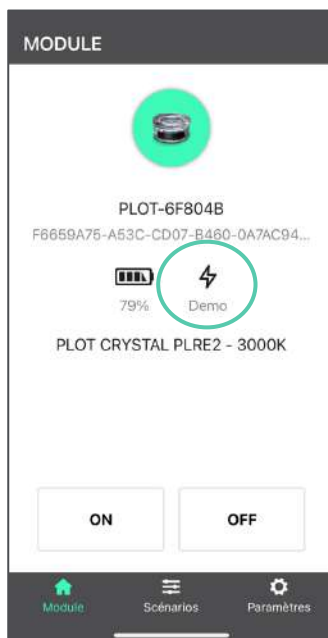 MODULE
PLOT-6F804B
F6659A75-A53C-CD07-B460-0A7AC94...
79% Demo
PLOT CRYSTAL PLRE2 - 3000K
ON OFF
Module Scénarios Paramètres